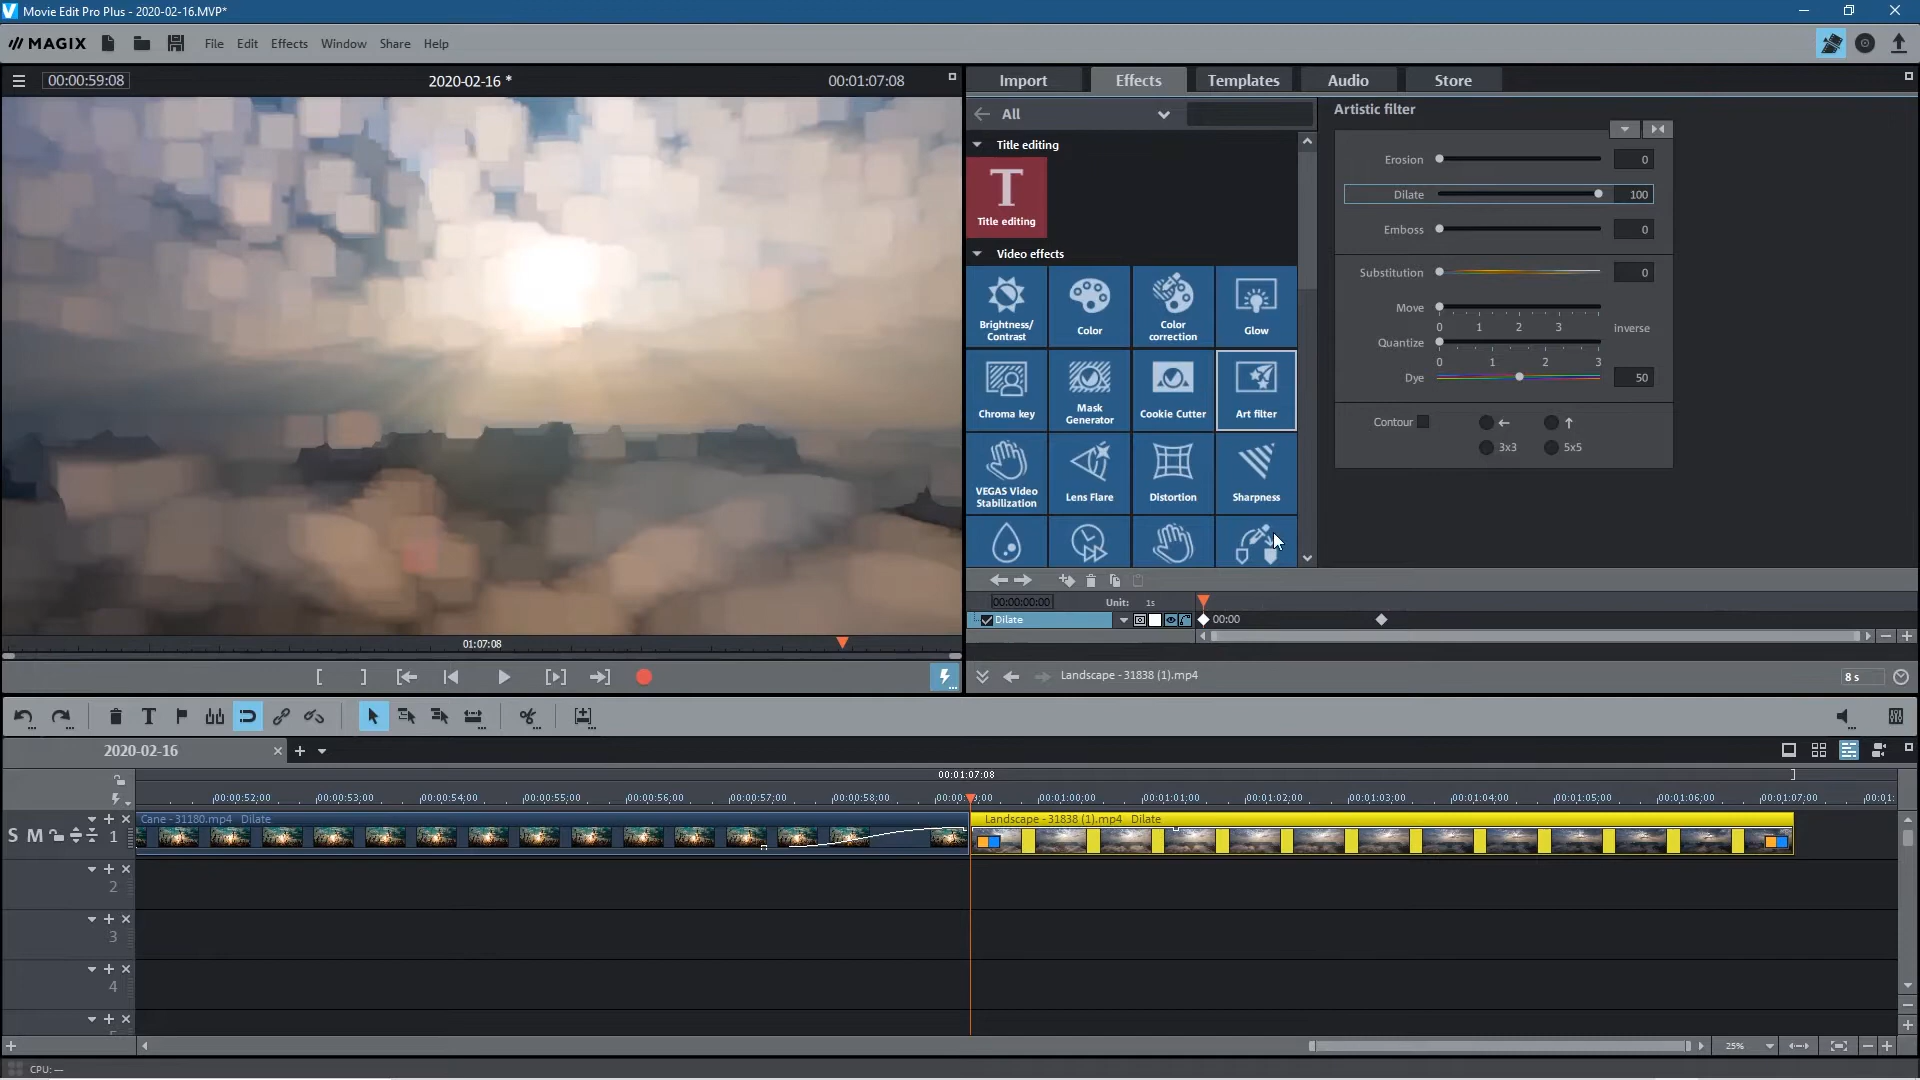 Movie Edit Pro Plus - 2020-02-16.MVP*
MAGIX File Edit Effects Window Share Help
00:00:59:08 2020-02-16 * 00:01:07:08
Import Effects Templates Audio Store
All
Artistic filter
Title editing
Title editing
Video effects
Brightness/ Contrast
Color
Color correction
Glow
Chroma key
Mask Generator
Cookie Cutter
Art filter
VEGAS Video Stabilization
Lens Flare
Distortion
Sharpness
Erosion 0
Dilate 100
Emboss 0
Substitution 0
Move
0 1 2 3 inverse
Quantize
0 1 2 3
Dye 50
Contour
3x3 5x5
00:00:00:00 Unit: 1s
Dilate 00:00
01:07:08
Landscape - 31838 (1).mp4 8 s
2020-02-16
00:01:07:08
00:00:52;00 00:00:53;00 00:00:54;00 00:00:55;00 00:00:56;00 00:00:57;00 00:00:58;00 00:01:00;00 00:01:01;00 00:01:02;00 00:01:03;00 00:01:04;00 00:01:05;00 00:01:06;00 00:01:07;00
Cane - 31180.mp4 Dilate Landscape - 31838 (1).mp4 Dilate
S M 1
2
3
4
25%
CPU: —